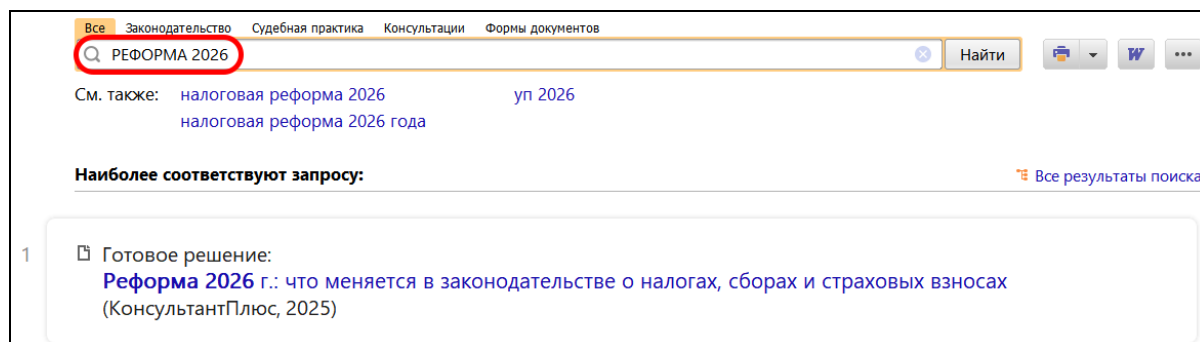 Все Законодательство Судебная практика Консультации Формы документов
РЕФОРМА 2026 Найти W ...
См. также: налоговая реформа 2026 уп 2026
налоговая реформа 2026 года
Наиболее соответствуют запросу: Все результаты поиска
1 Готовое решение:
Реформа 2026 г.: что меняется в законодательстве о налогах, сборах и страховых взносах
(КонсультантПлюс, 2025)